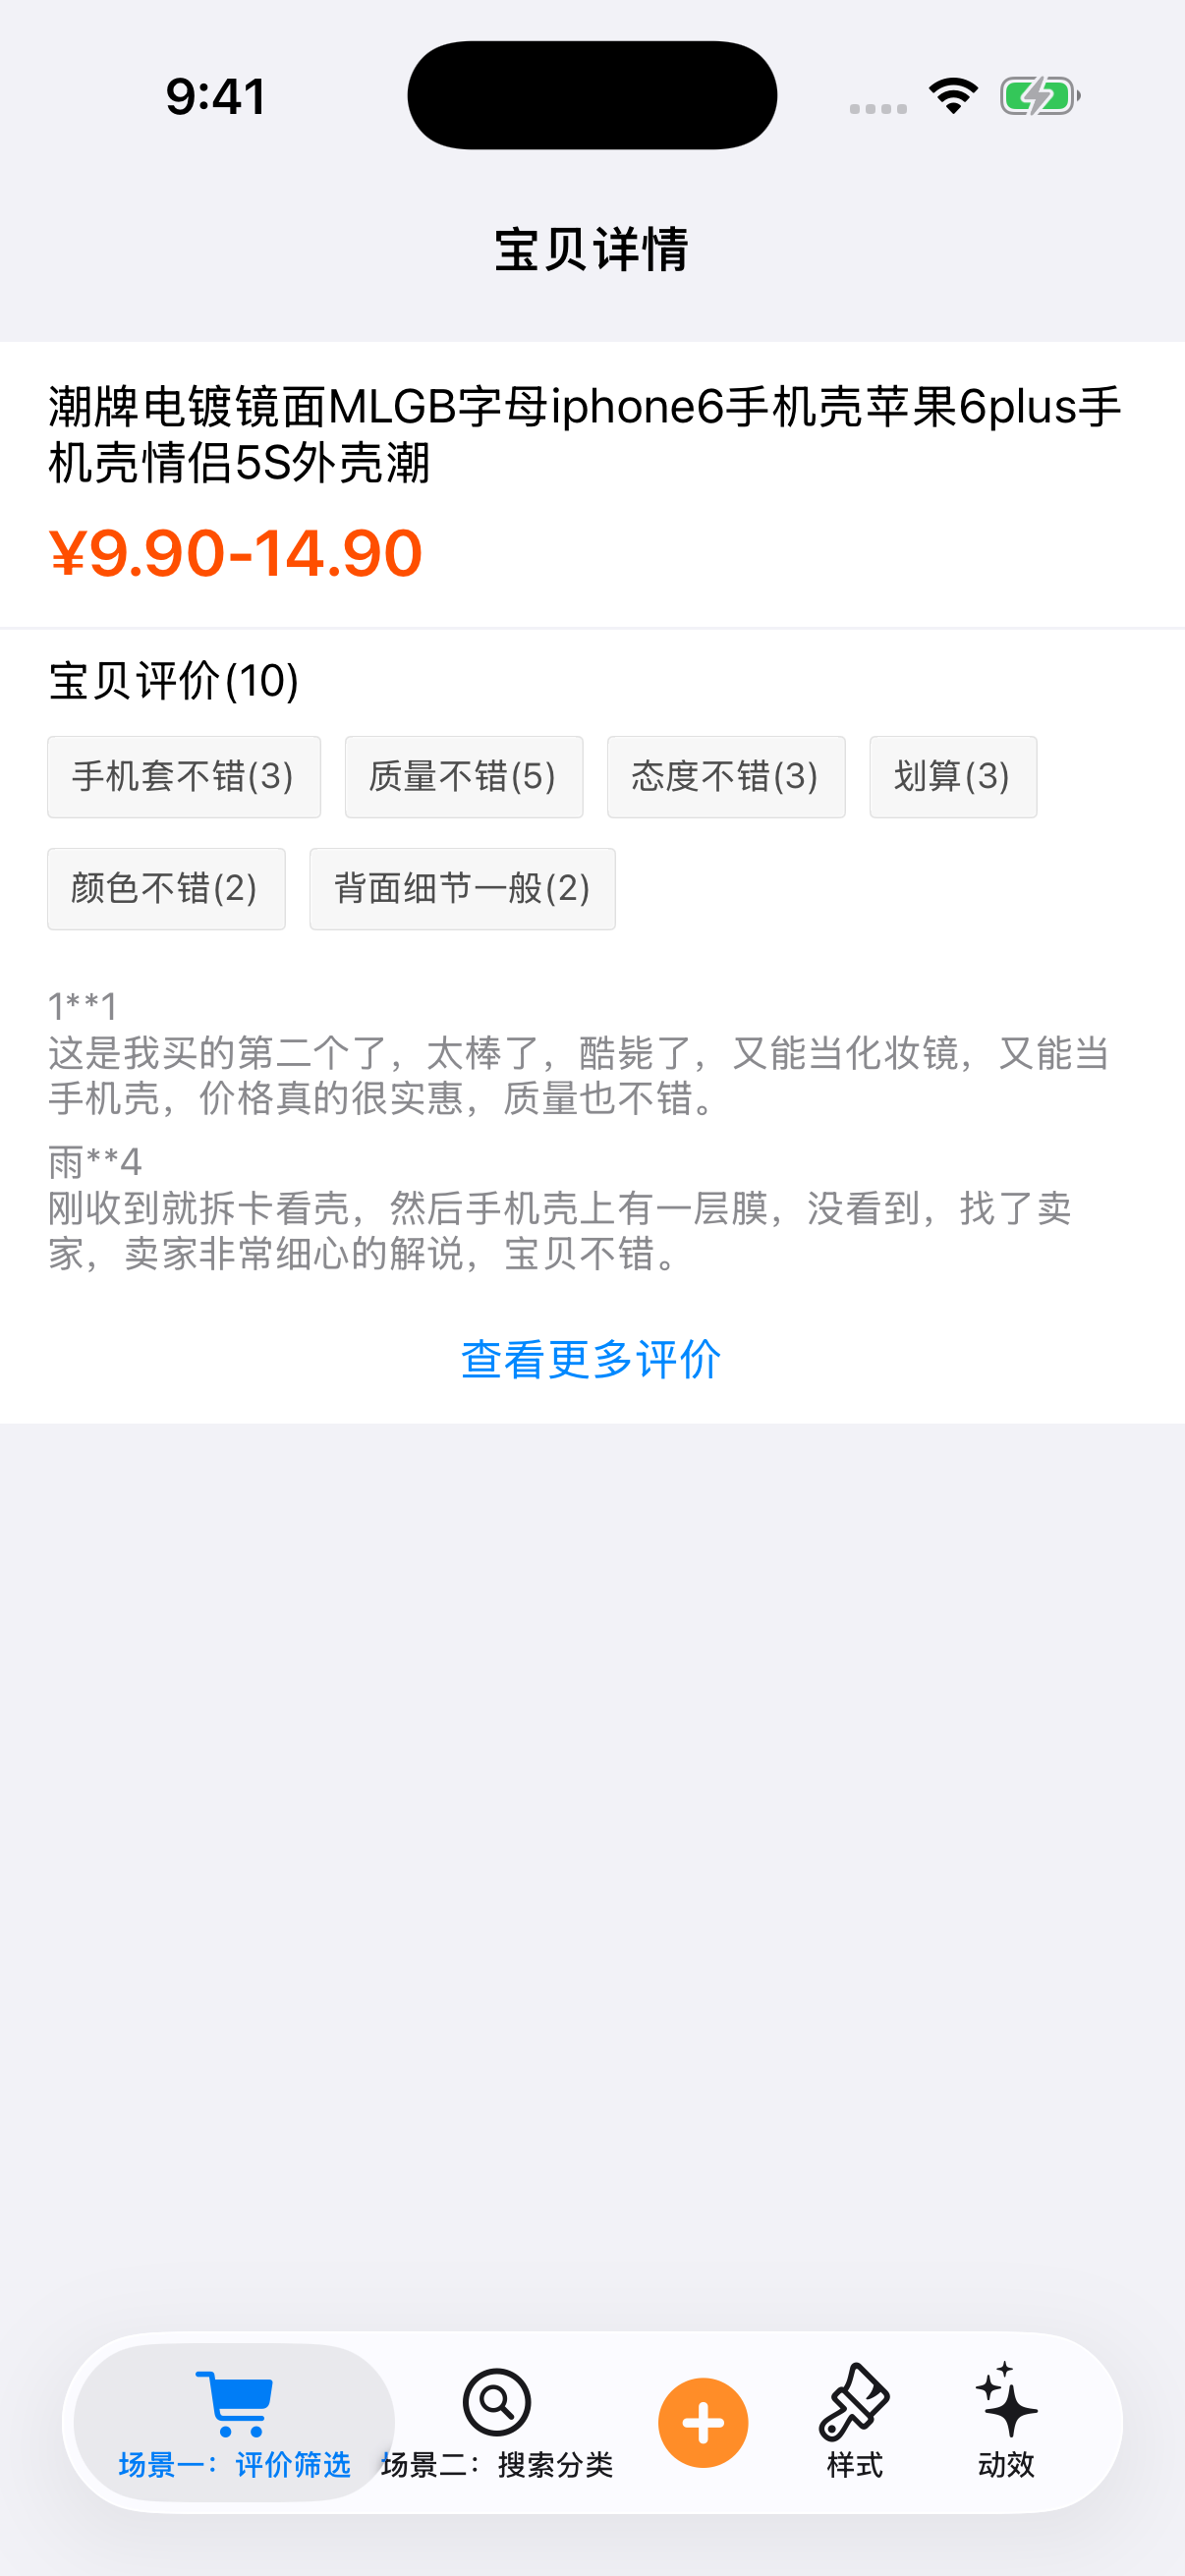 9:41
宝贝详情
潮牌电镀镜面MLGB字母iphone6手机壳苹果6plus手
机壳情侣5S外壳潮
¥9.90-14.90
宝贝评价(10)
手机套不错(3) 质量不错(5) 态度不错(3) 划算(3)
颜色不错(2) 背面细节一般(2)
1**1
这是我买的第二个了，太棒了，酷毙了，又能当化妆镜，又能当
手机壳，价格真的很实惠，质量也不错。
雨**4
刚收到就拆卡看壳，然后手机壳上有一层膜，没看到，找了卖
家，卖家非常细心的解说，宝贝不错。
查看更多评价
场景一：评价筛选 场景二：搜索分类 样式 动效